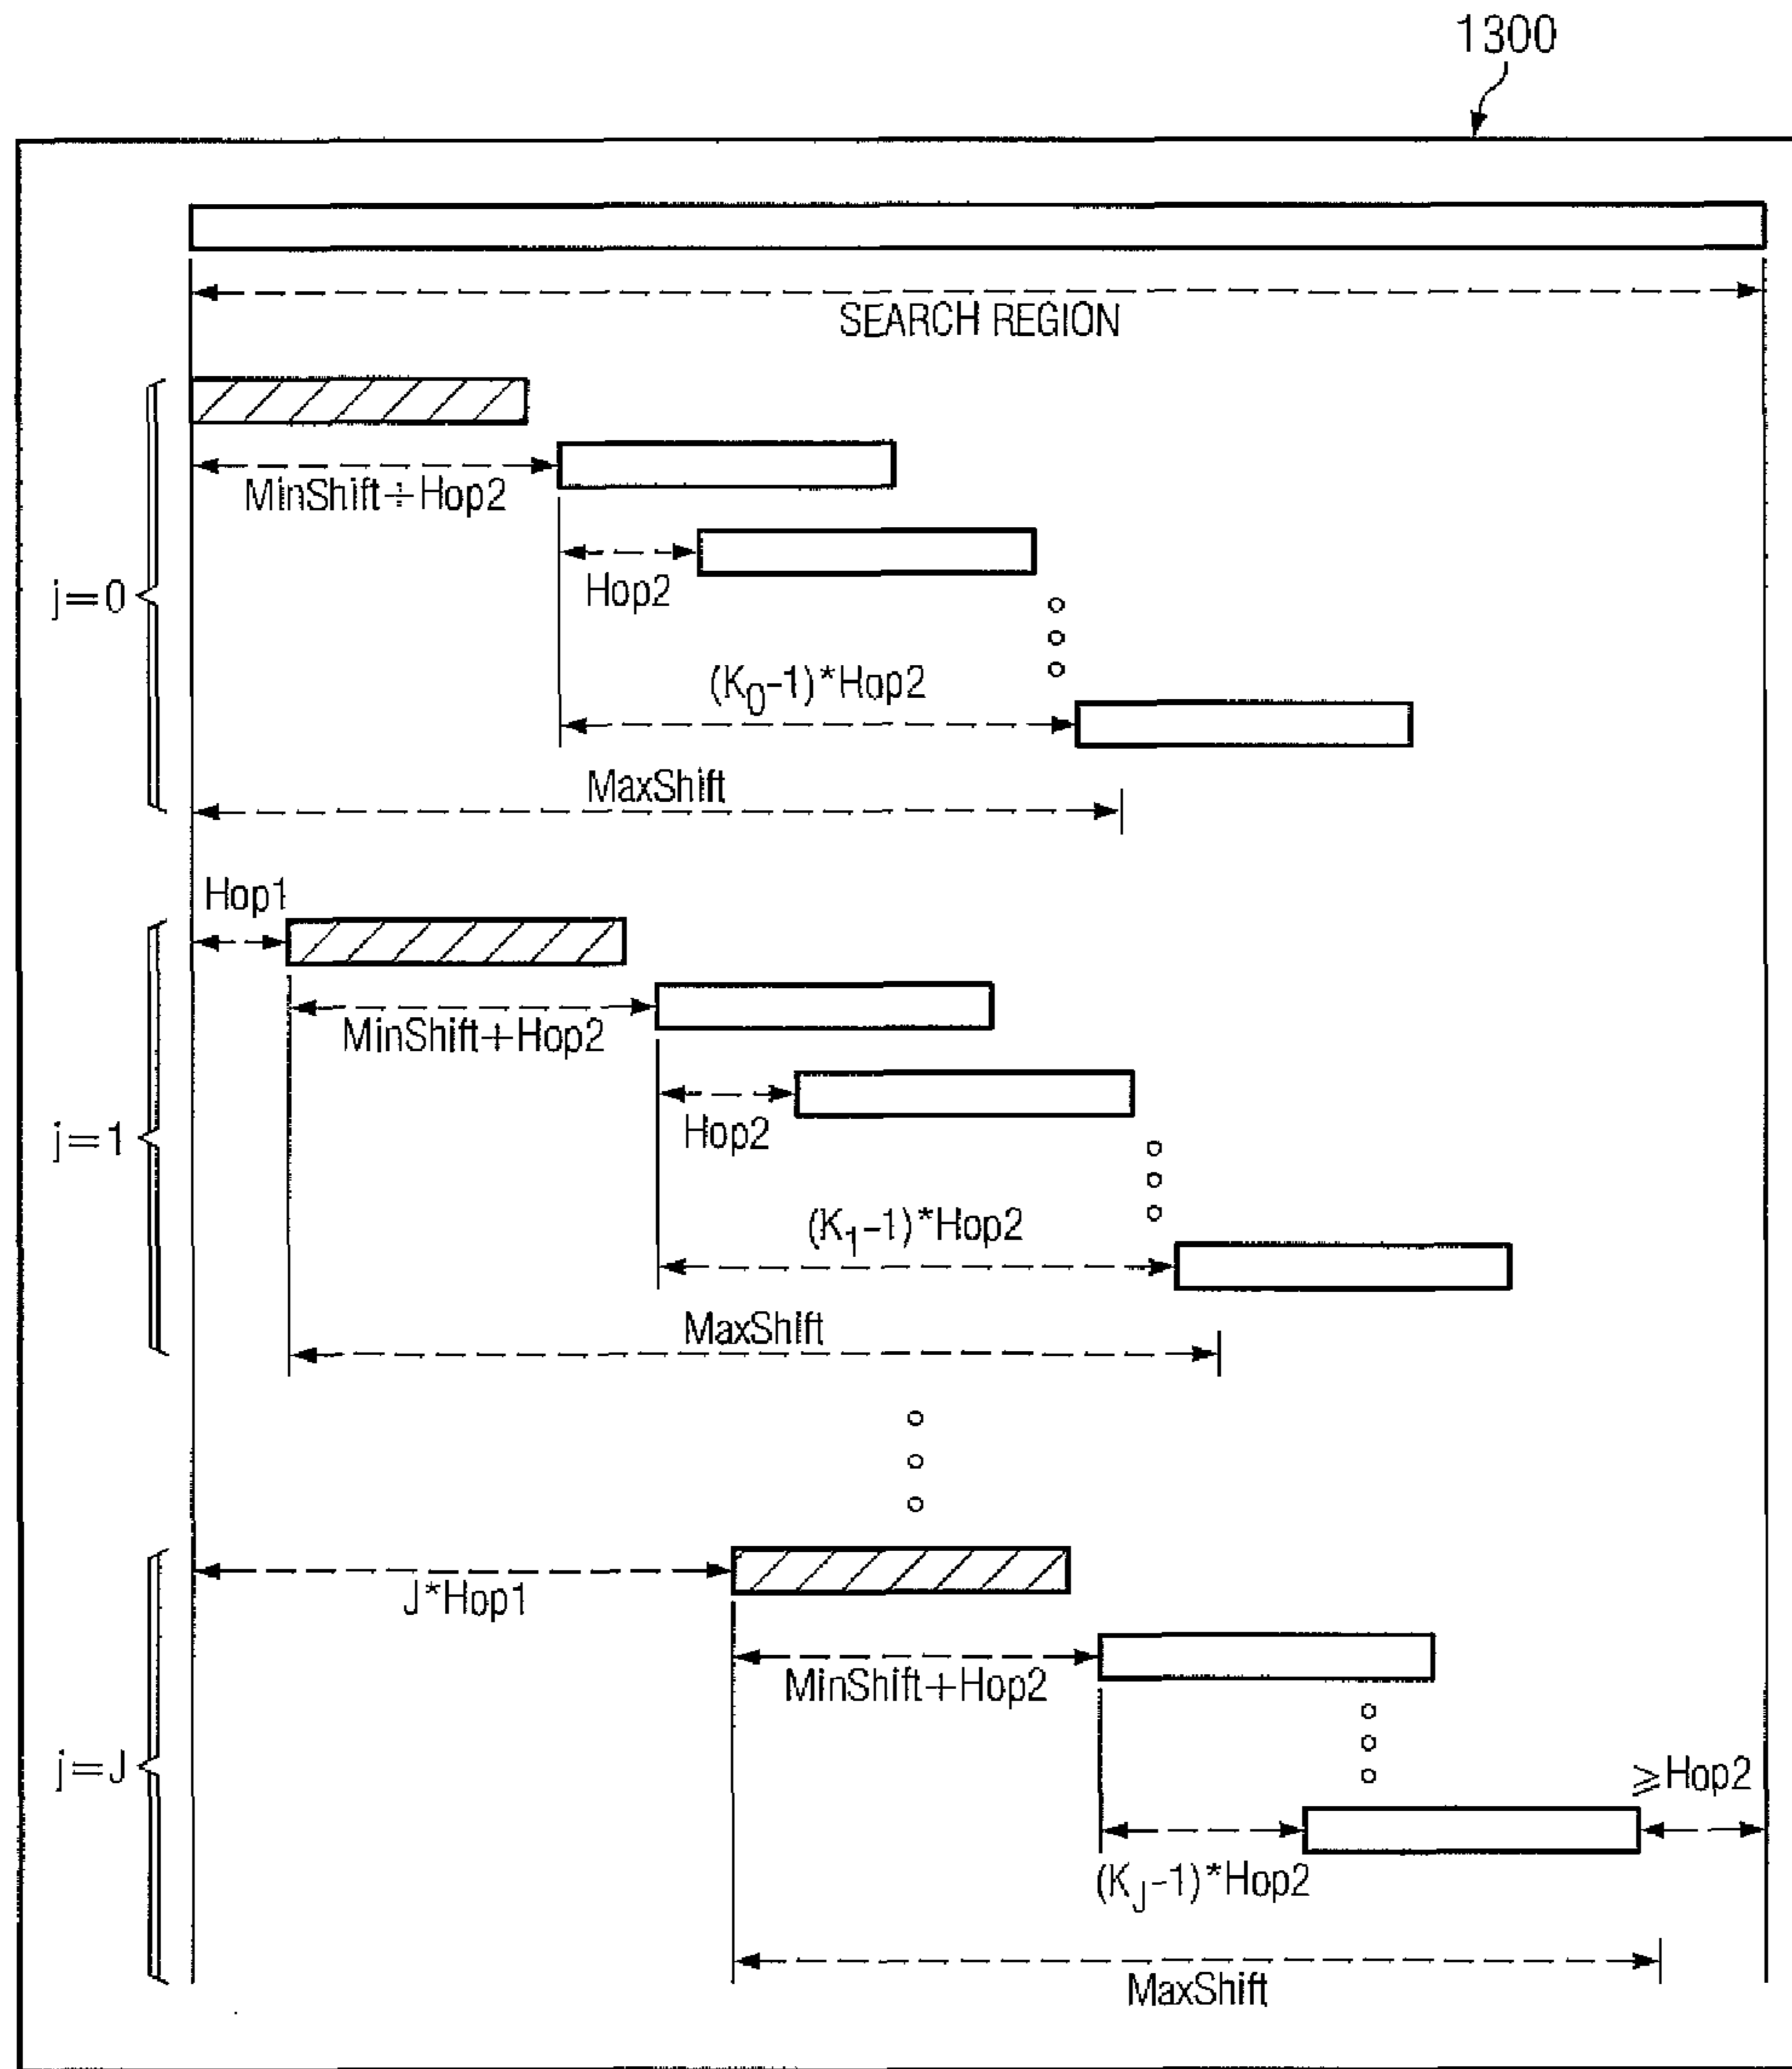 1300
SEARCH REGION
MinShift+Hop2
Hop2
j=0
(K0-1)*Hop2
MaxShift
Hop1
MinShift+Hop2
Hop2
j=1
(K1-1)*Hop2
MaxShift
J*Hop1
MinShift+Hop2
j=J
≥Hop2
(KJ-1)*Hop2
MaxShift